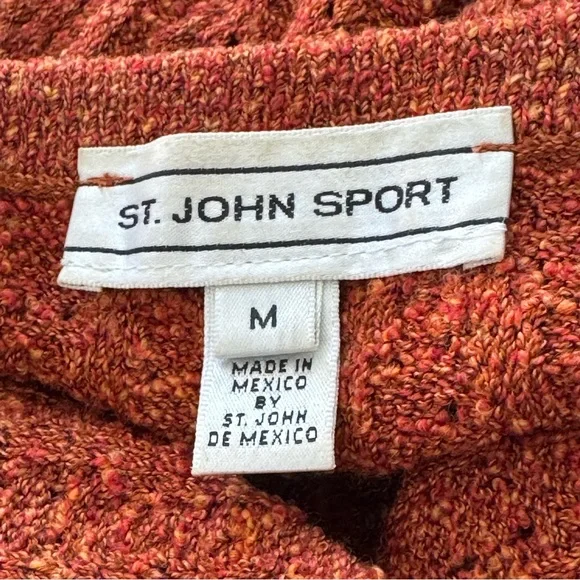 ST. JOHN SPORT
M
MADE IN
MEXICO
BY
ST. JOHN
DE MEXICO